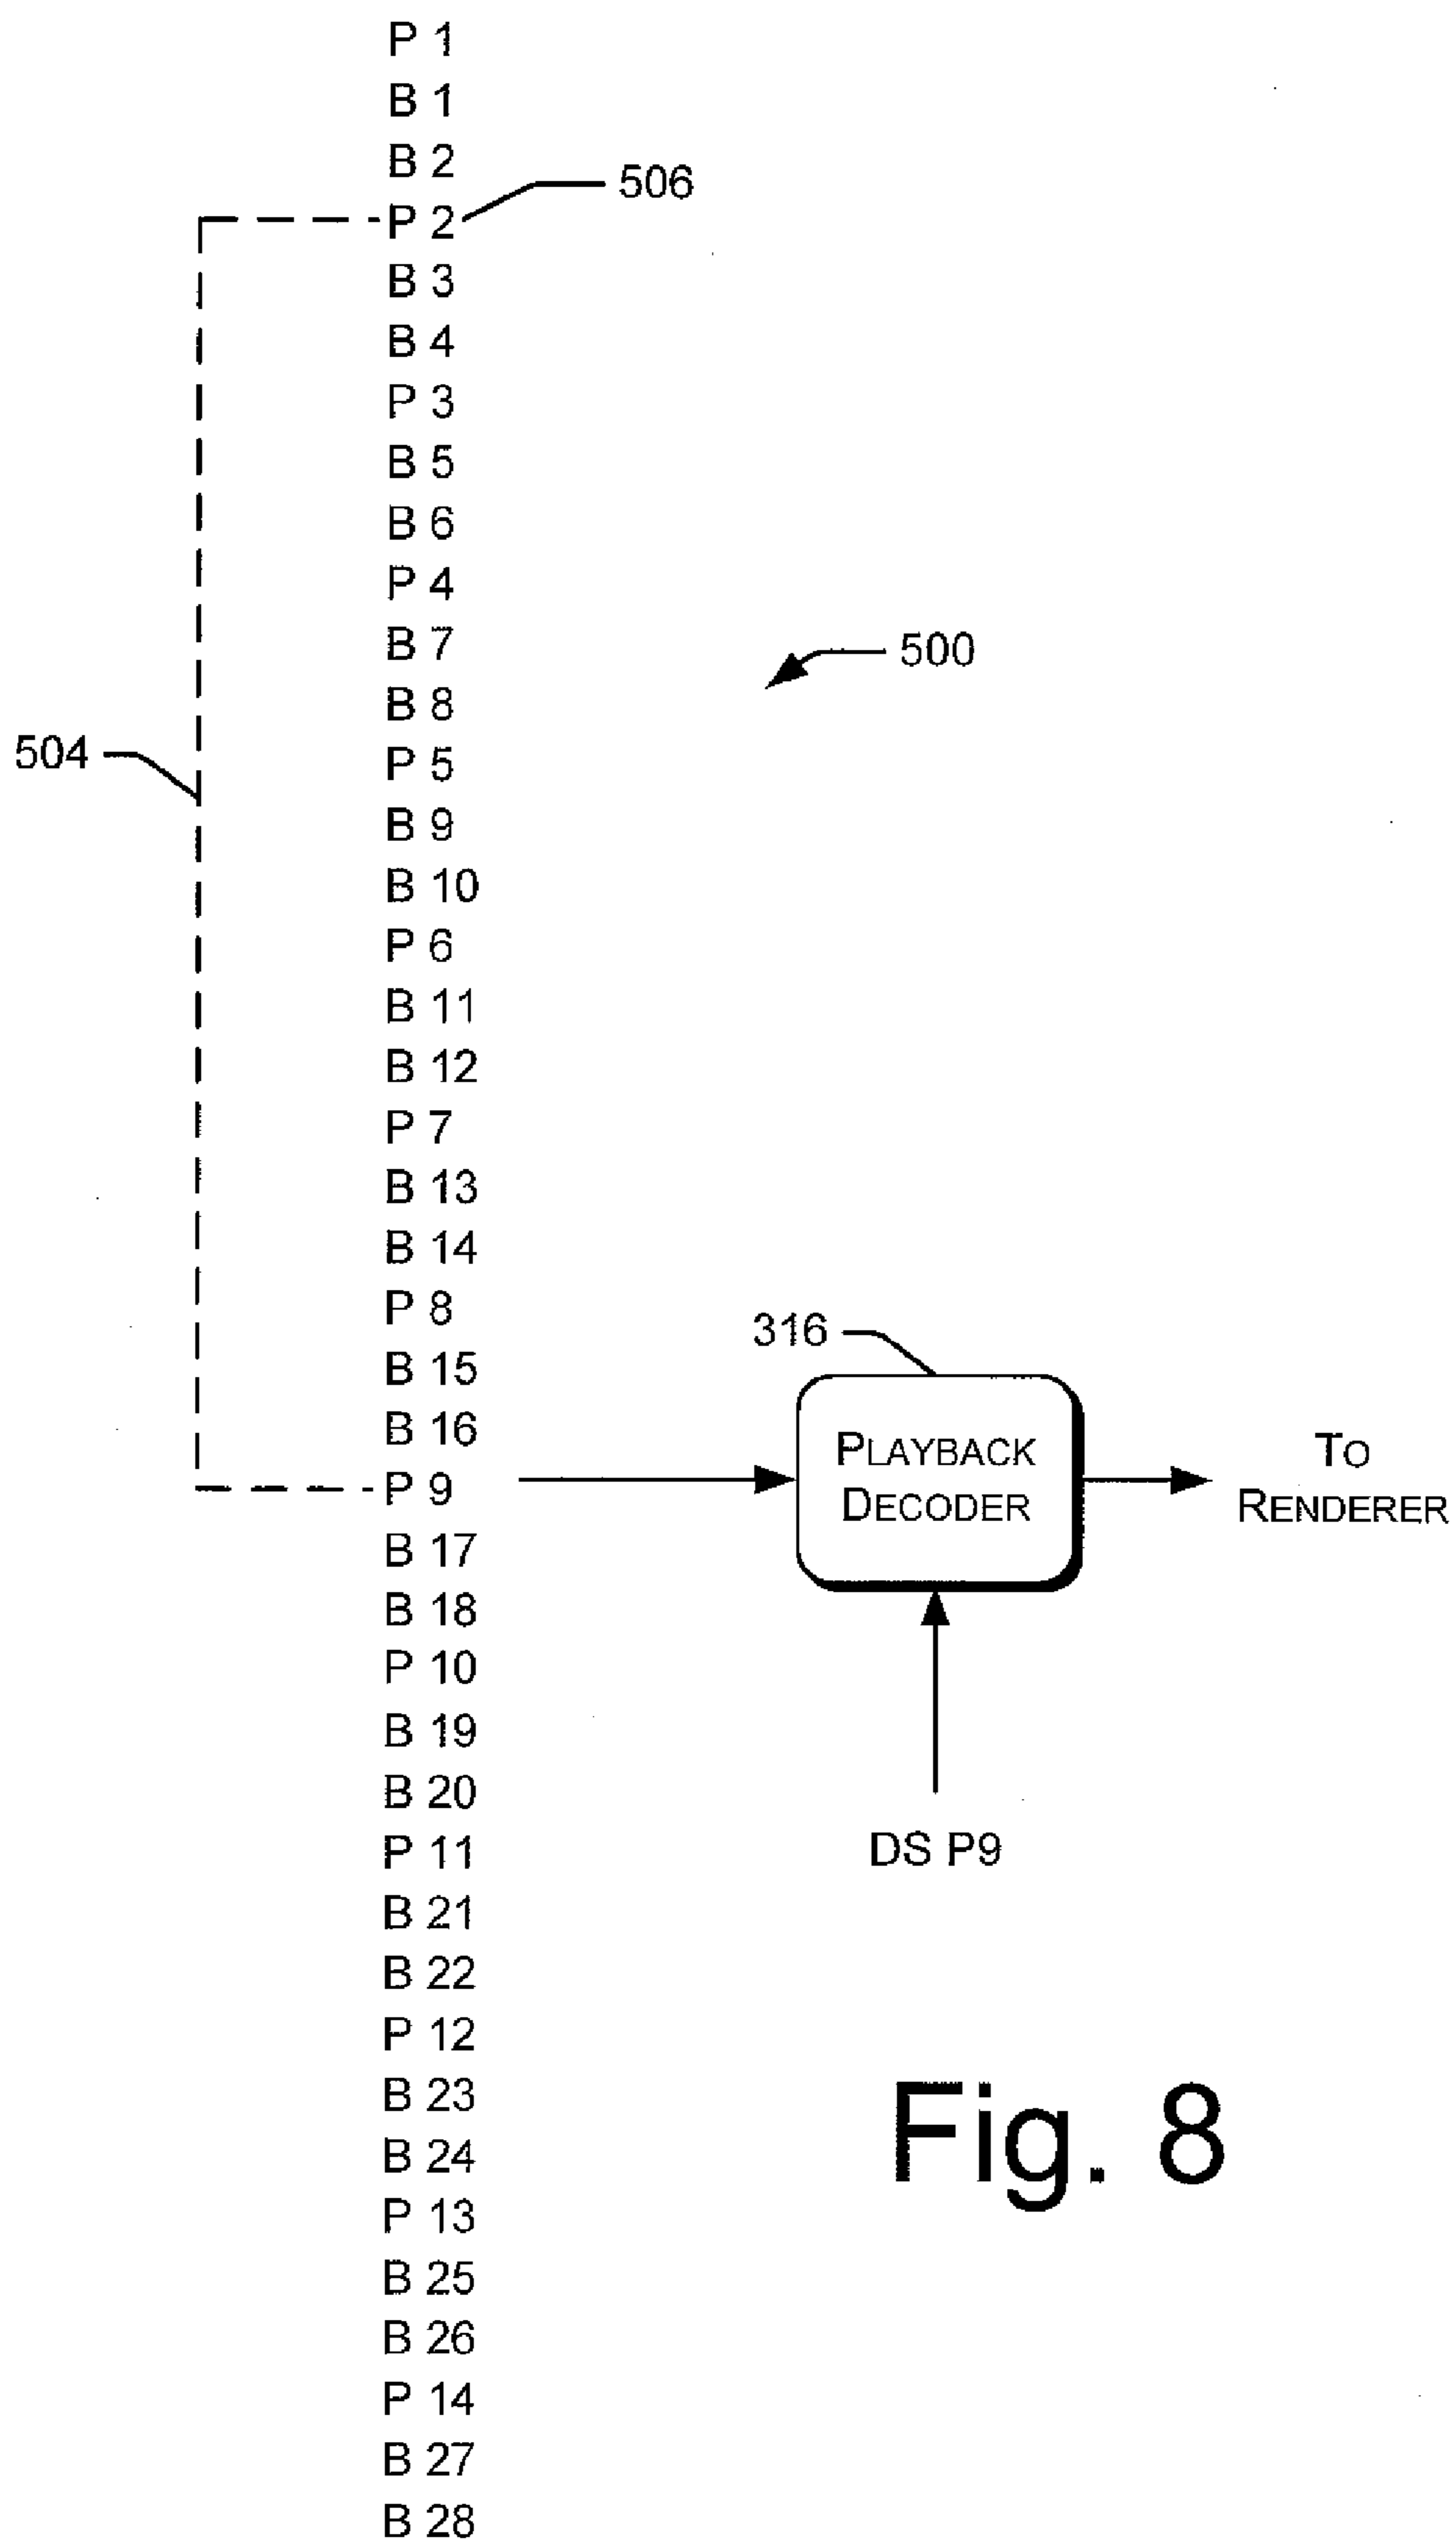 P 1
B 1
B 2
506
P 2
B 3
B 4
P 3
B 5
B 6
P 4
B 7
500
B 8
504
P 5
B 9
B 10
P 6
B 11
B 12
P 7
B 13
B 14
P 8
316
B 15
B 16
P 9
PLAYBACK
DECODER
TO
RENDERER
B 17
B 18
P 10
B 19
B 20
P 11
DS P9
B 21
B 22
P 12
B 23
B 24
Fig. 8
P 13
B 25
B 26
P 14
B 27
B 28